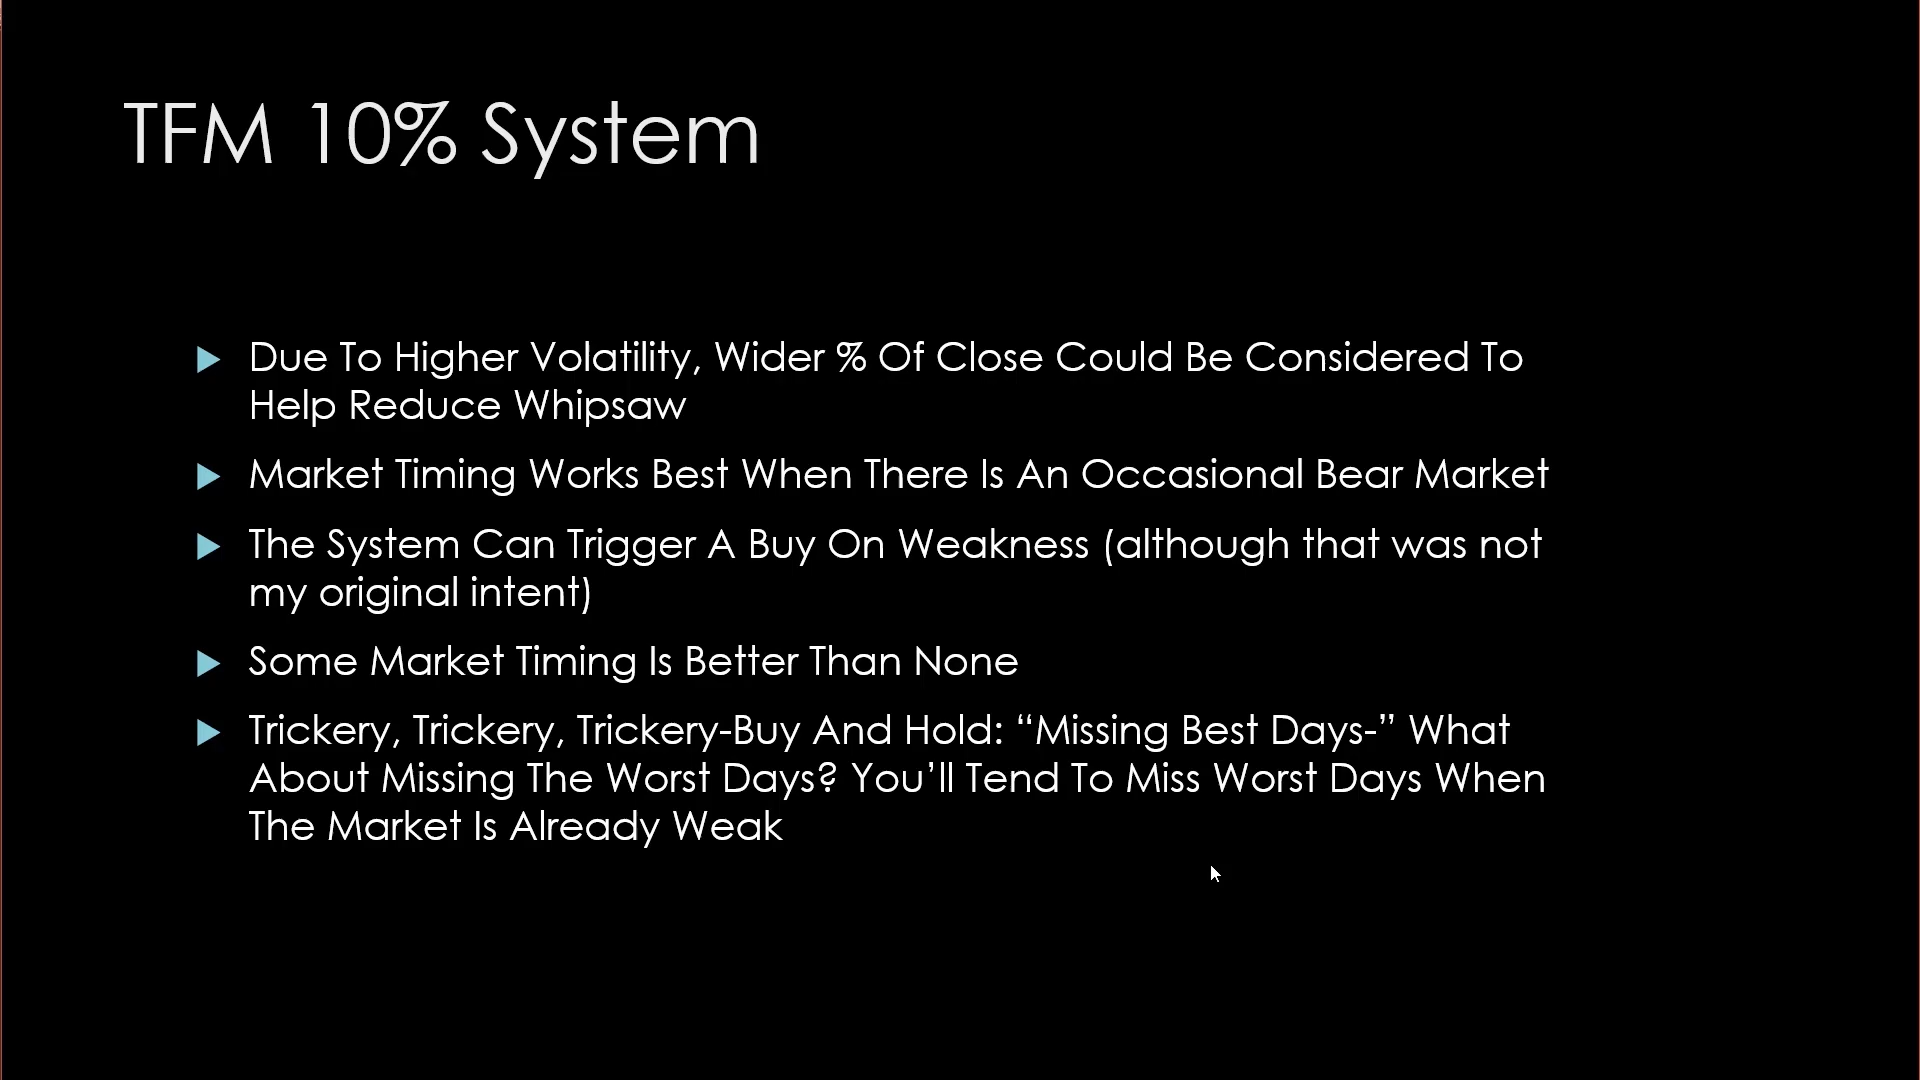 TFM 10% System
Due To Higher Volatility, Wider % Of Close Could Be Considered To
Help Reduce Whipsaw
Market Timing Works Best When There Is An Occasional Bear Market
The System Can Trigger A Buy On Weakness (although that was not
my original intent)
Some Market Timing Is Better Than None
Trickery, Trickery, Trickery-Buy And Hold: “Missing Best Days-” What
About Missing The Worst Days? You’ll Tend To Miss Worst Days When
The Market Is Already Weak